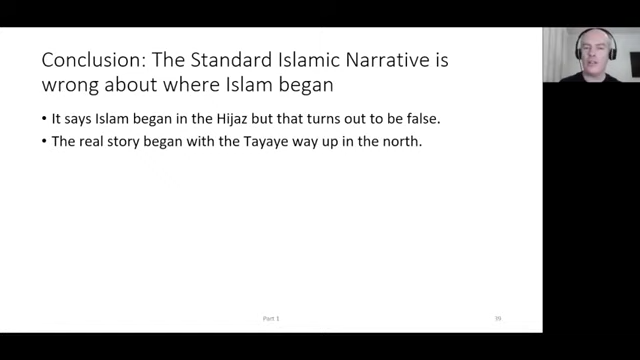 Conclusion: The Standard Islamic Narrative is
wrong about where Islam began
• It says Islam began in the Hijaz but that turns out to be false.
• The real story began with the Tayaye way up in the north.
Part 1
39